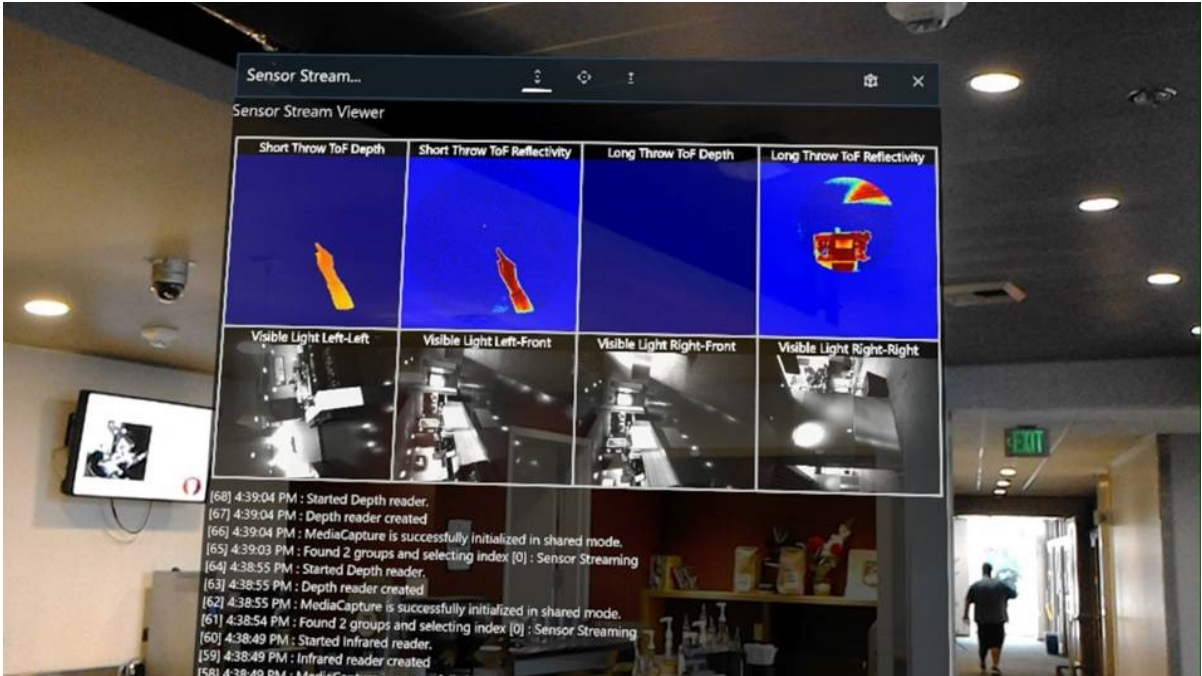 Sensor Stream...
Sensor Stream Viewer
Short Throw ToF Depth
Short Throw ToF Reflectivity
Long Throw ToF Depth
Long Throw ToF Reflectivity
Visible Light Left-Left
Visible Light Left-Front
Visible Light Right-Front
Visible Light Right-Right
[68] 4:39:04 PM : Started Depth reader.
[67] 4:39:04 PM : Depth reader created
[66] 4:39:04 PM : MediaCapture is successfully initialized in shared mode.
[65] 4:39:03 PM : Found 2 groups and selecting index [0] : Sensor Streaming
[64] 4:38:55 PM : Started Depth reader.
[63] 4:38:55 PM : Depth reader created
[62] 4:38:55 PM : MediaCapture is successfully initialized in shared mode.
[61] 4:38:54 PM : Found 2 groups and selecting index [0] : Sensor Streaming
[60] 4:38:49 PM : Started Infrared reader.
[59] 4:38:49 PM : Infrared reader created
[58] 4:38:49 PM :
EXIT